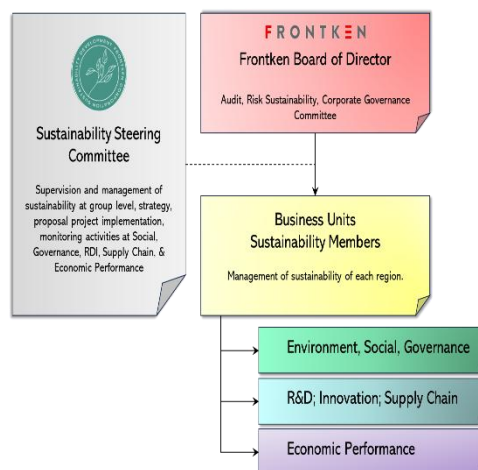 FRONTKEN
Frontken Board of Director
Audit, Risk Sustainability, Corporate Governance
Committee
Sustainability Steering
Committee
Supervision and management of
sustainability at group level, strategy,
proposal project implementation,
monitoring activities at Social,
Governance, RDI, Supply Chain, &
Economic Performance
Business Units
Sustainability Members
Management of sustainability of each region.
Environment, Social, Governance
R&D; Innovation; Supply Chain
Economic Performance